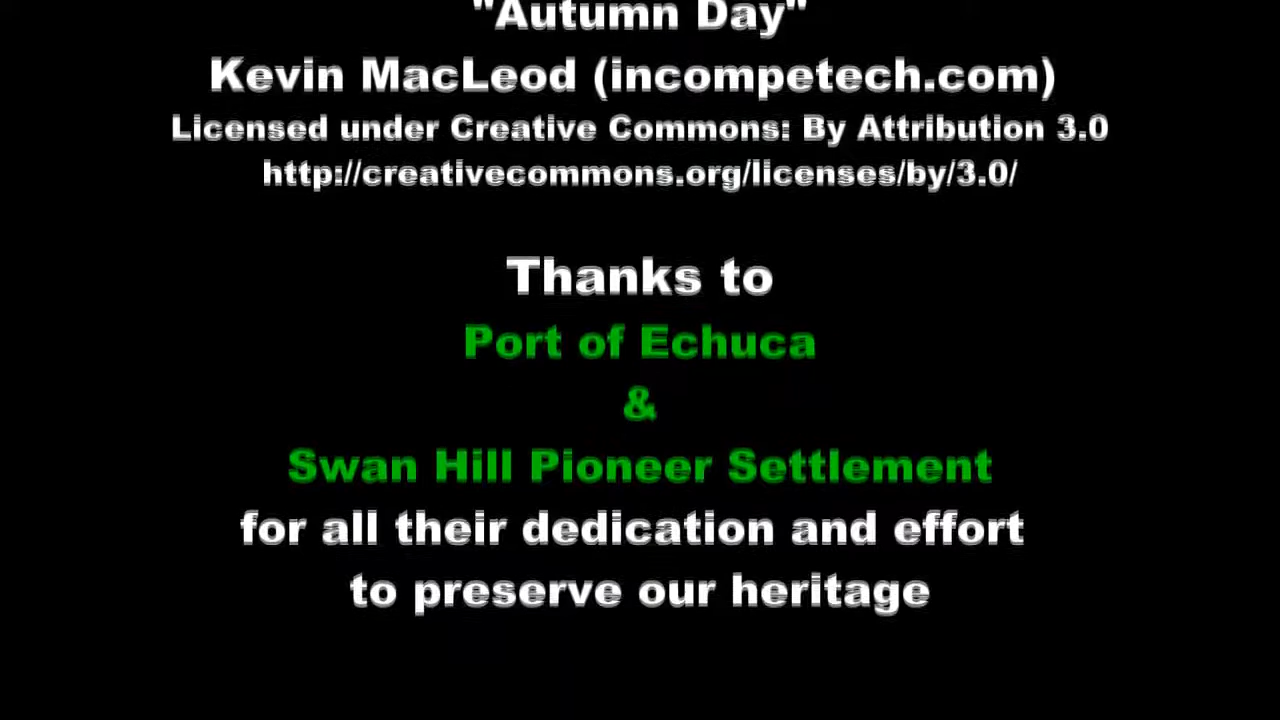 "Autumn Day"
Kevin MacLeod (incompetech.com)
Licensed under Creative Commons: By Attribution 3.0
http://creativecommons.org/licenses/by/3.0/
Thanks to
Port of Echuca
&
Swan Hill Pioneer Settlement
for all their dedication and effort
to preserve our heritage